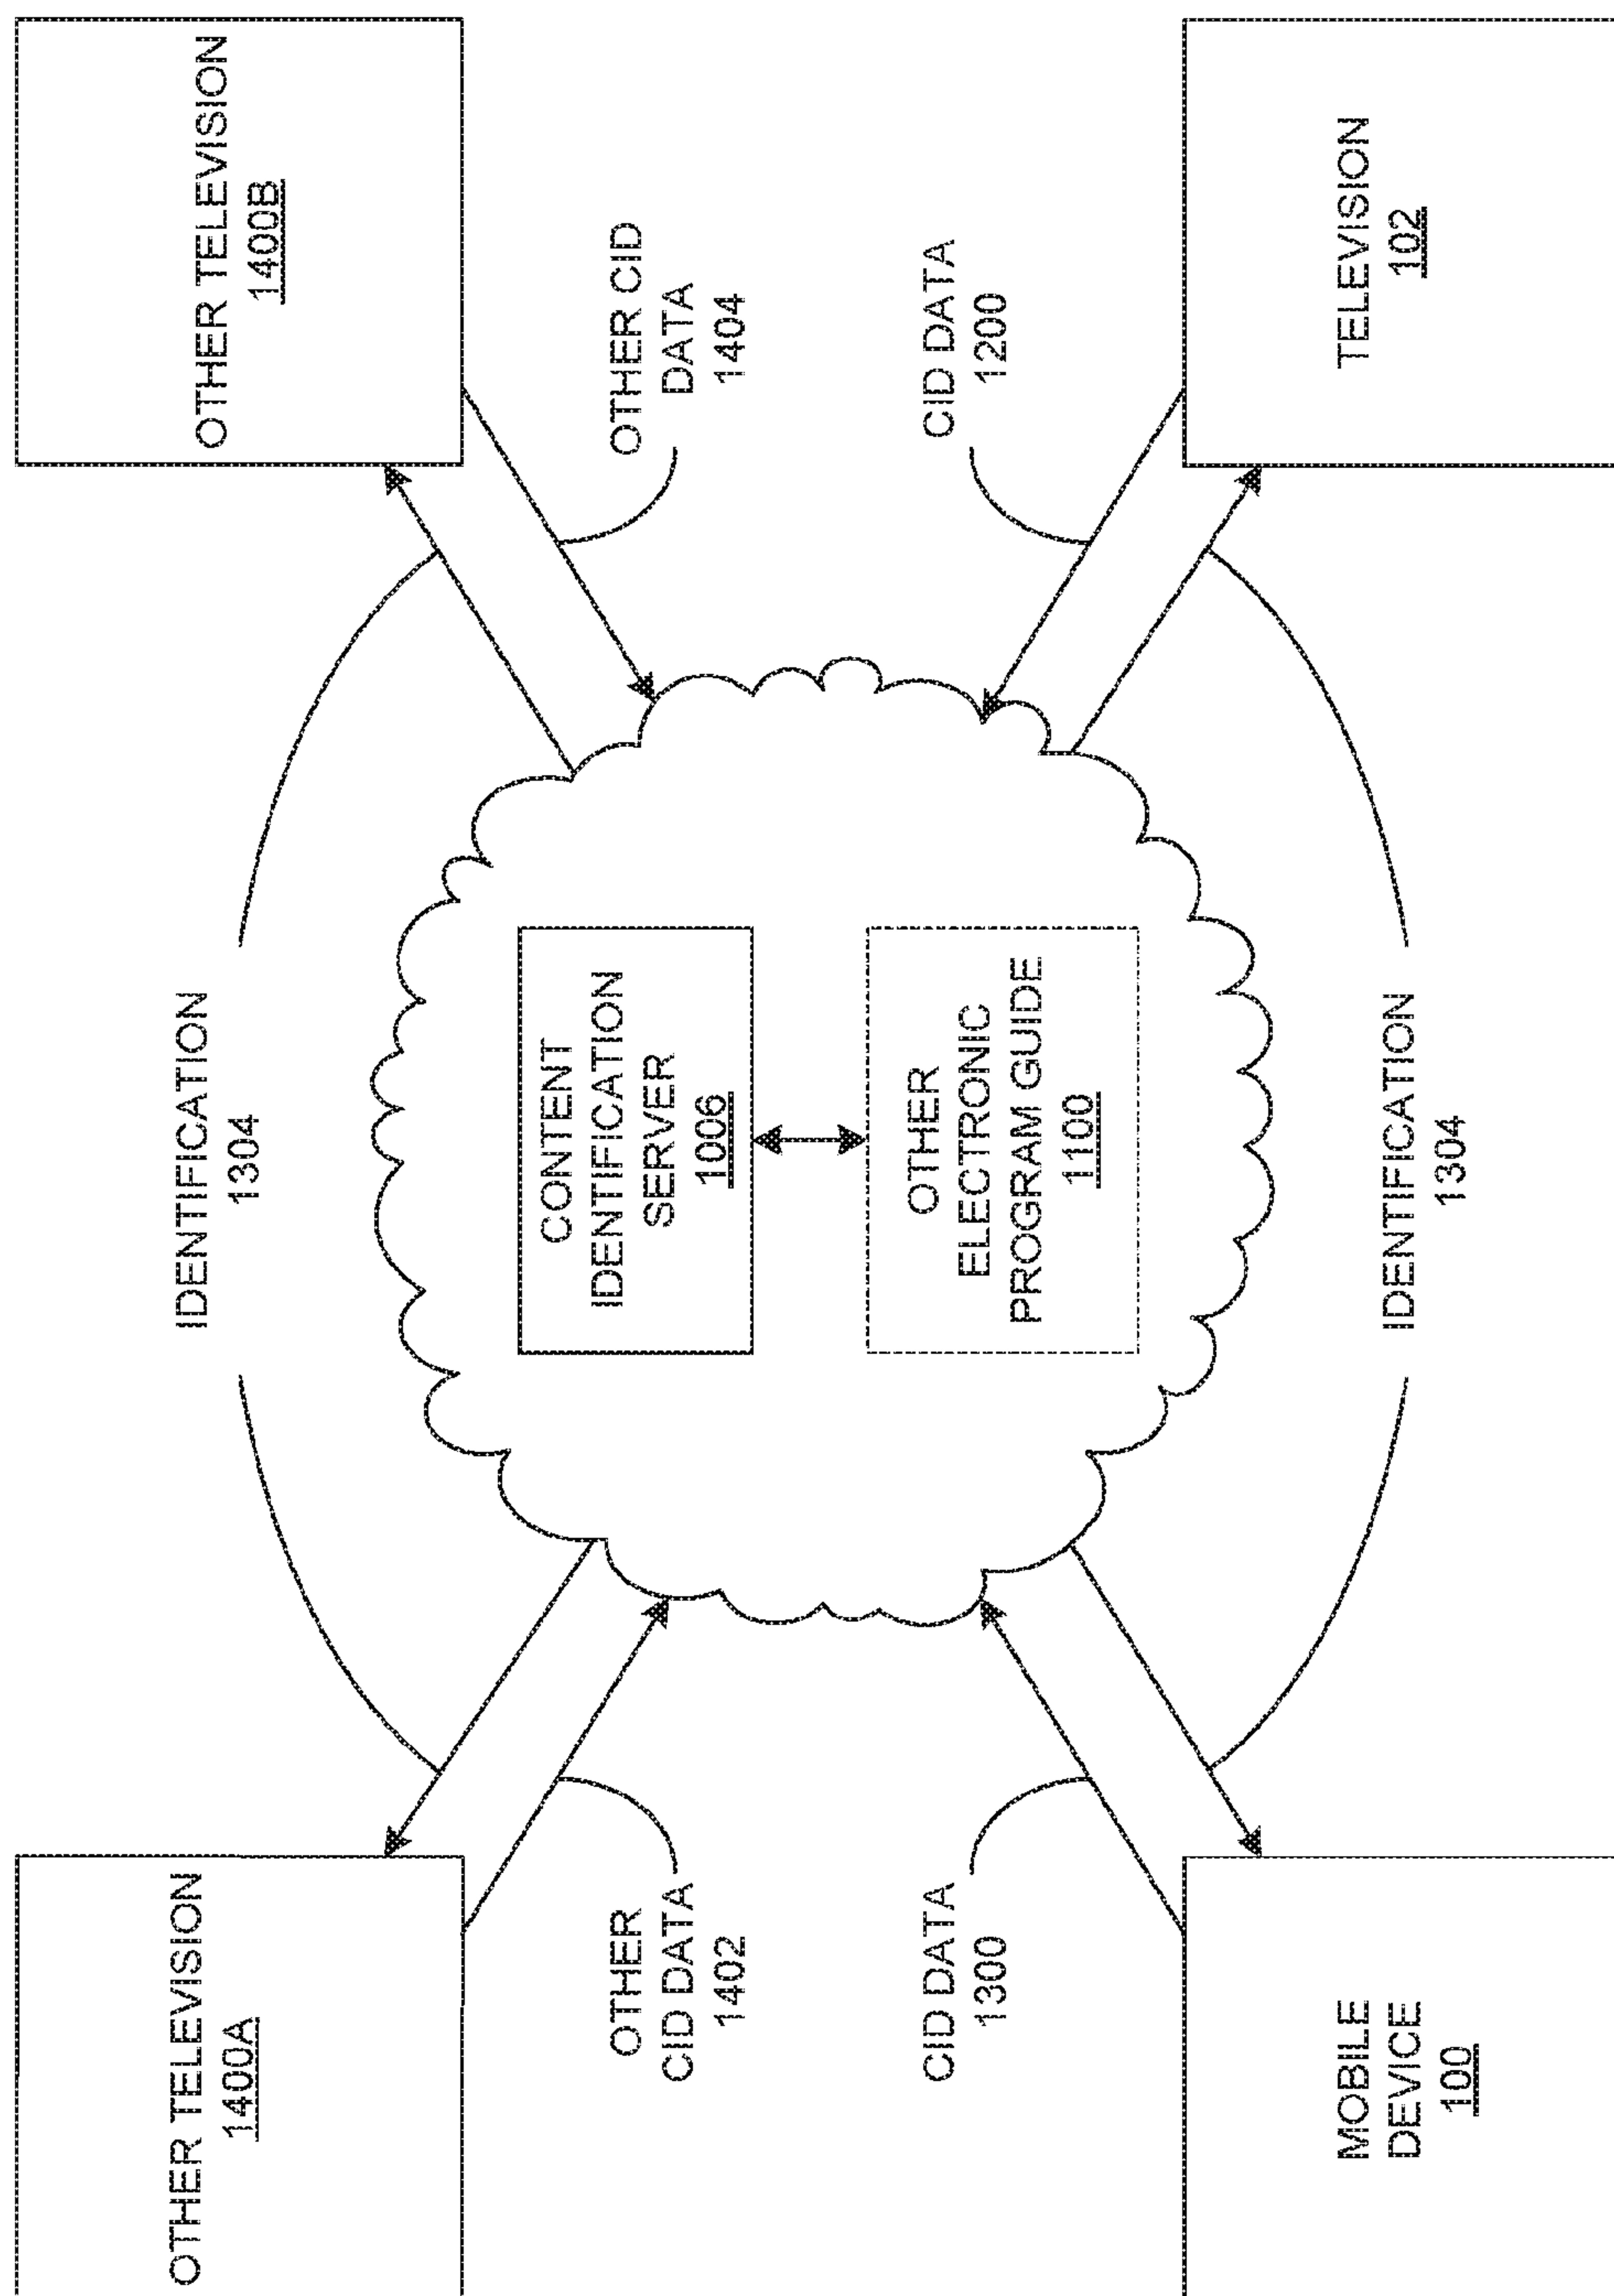 OTHER TELEVISION
1400A
IDENTIFICATION
1304
OTHER TELEVISION
1400B
OTHER
CID DATA
1402
CONTENT
IDENTIFICATION
SERVER
1006
OTHER CID
DATA
1404
CID DATA
1300
OTHER
ELECTRONIC
PROGRAM GUIDE
1100
CID DATA
1200
MOBILE
DEVICE
100
IDENTIFICATION
1304
TELEVISION
102